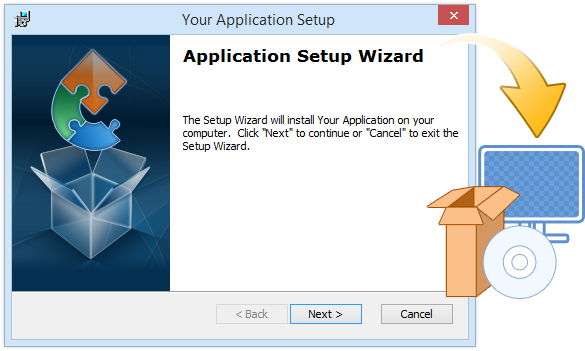 Your Application Setup
Application Setup Wizard
The Setup Wizard will install Your Application on your
computer.  Click "Next" to continue or "Cancel" to exit the
Setup Wizard.
< Back
Next >
Cancel